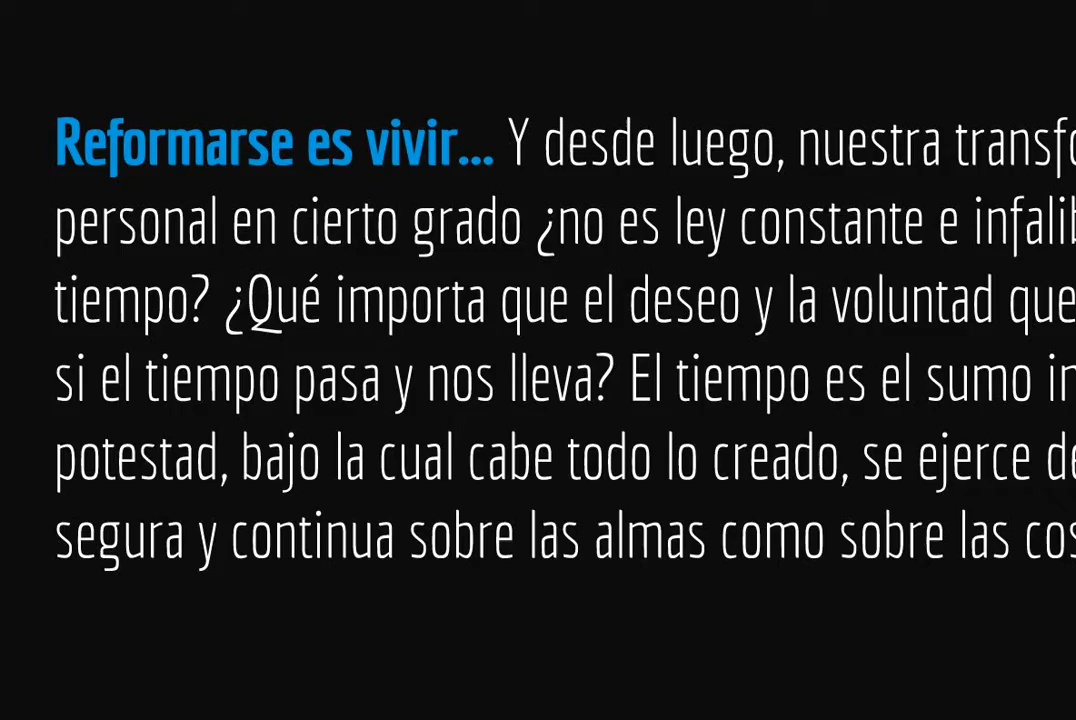 Reformarse es vivir... Y desde luego, nuestra
personal en cierto grado ¿no es ley constante e
tiempo? ¿Qué importa que el deseo y la voluntad que
si el tiempo pasa y nos lleva? El tiempo es el sumo
potestad, bajo la cual cabe todo lo creado, se ejerce
segura y continua sobre las almas como sobre las